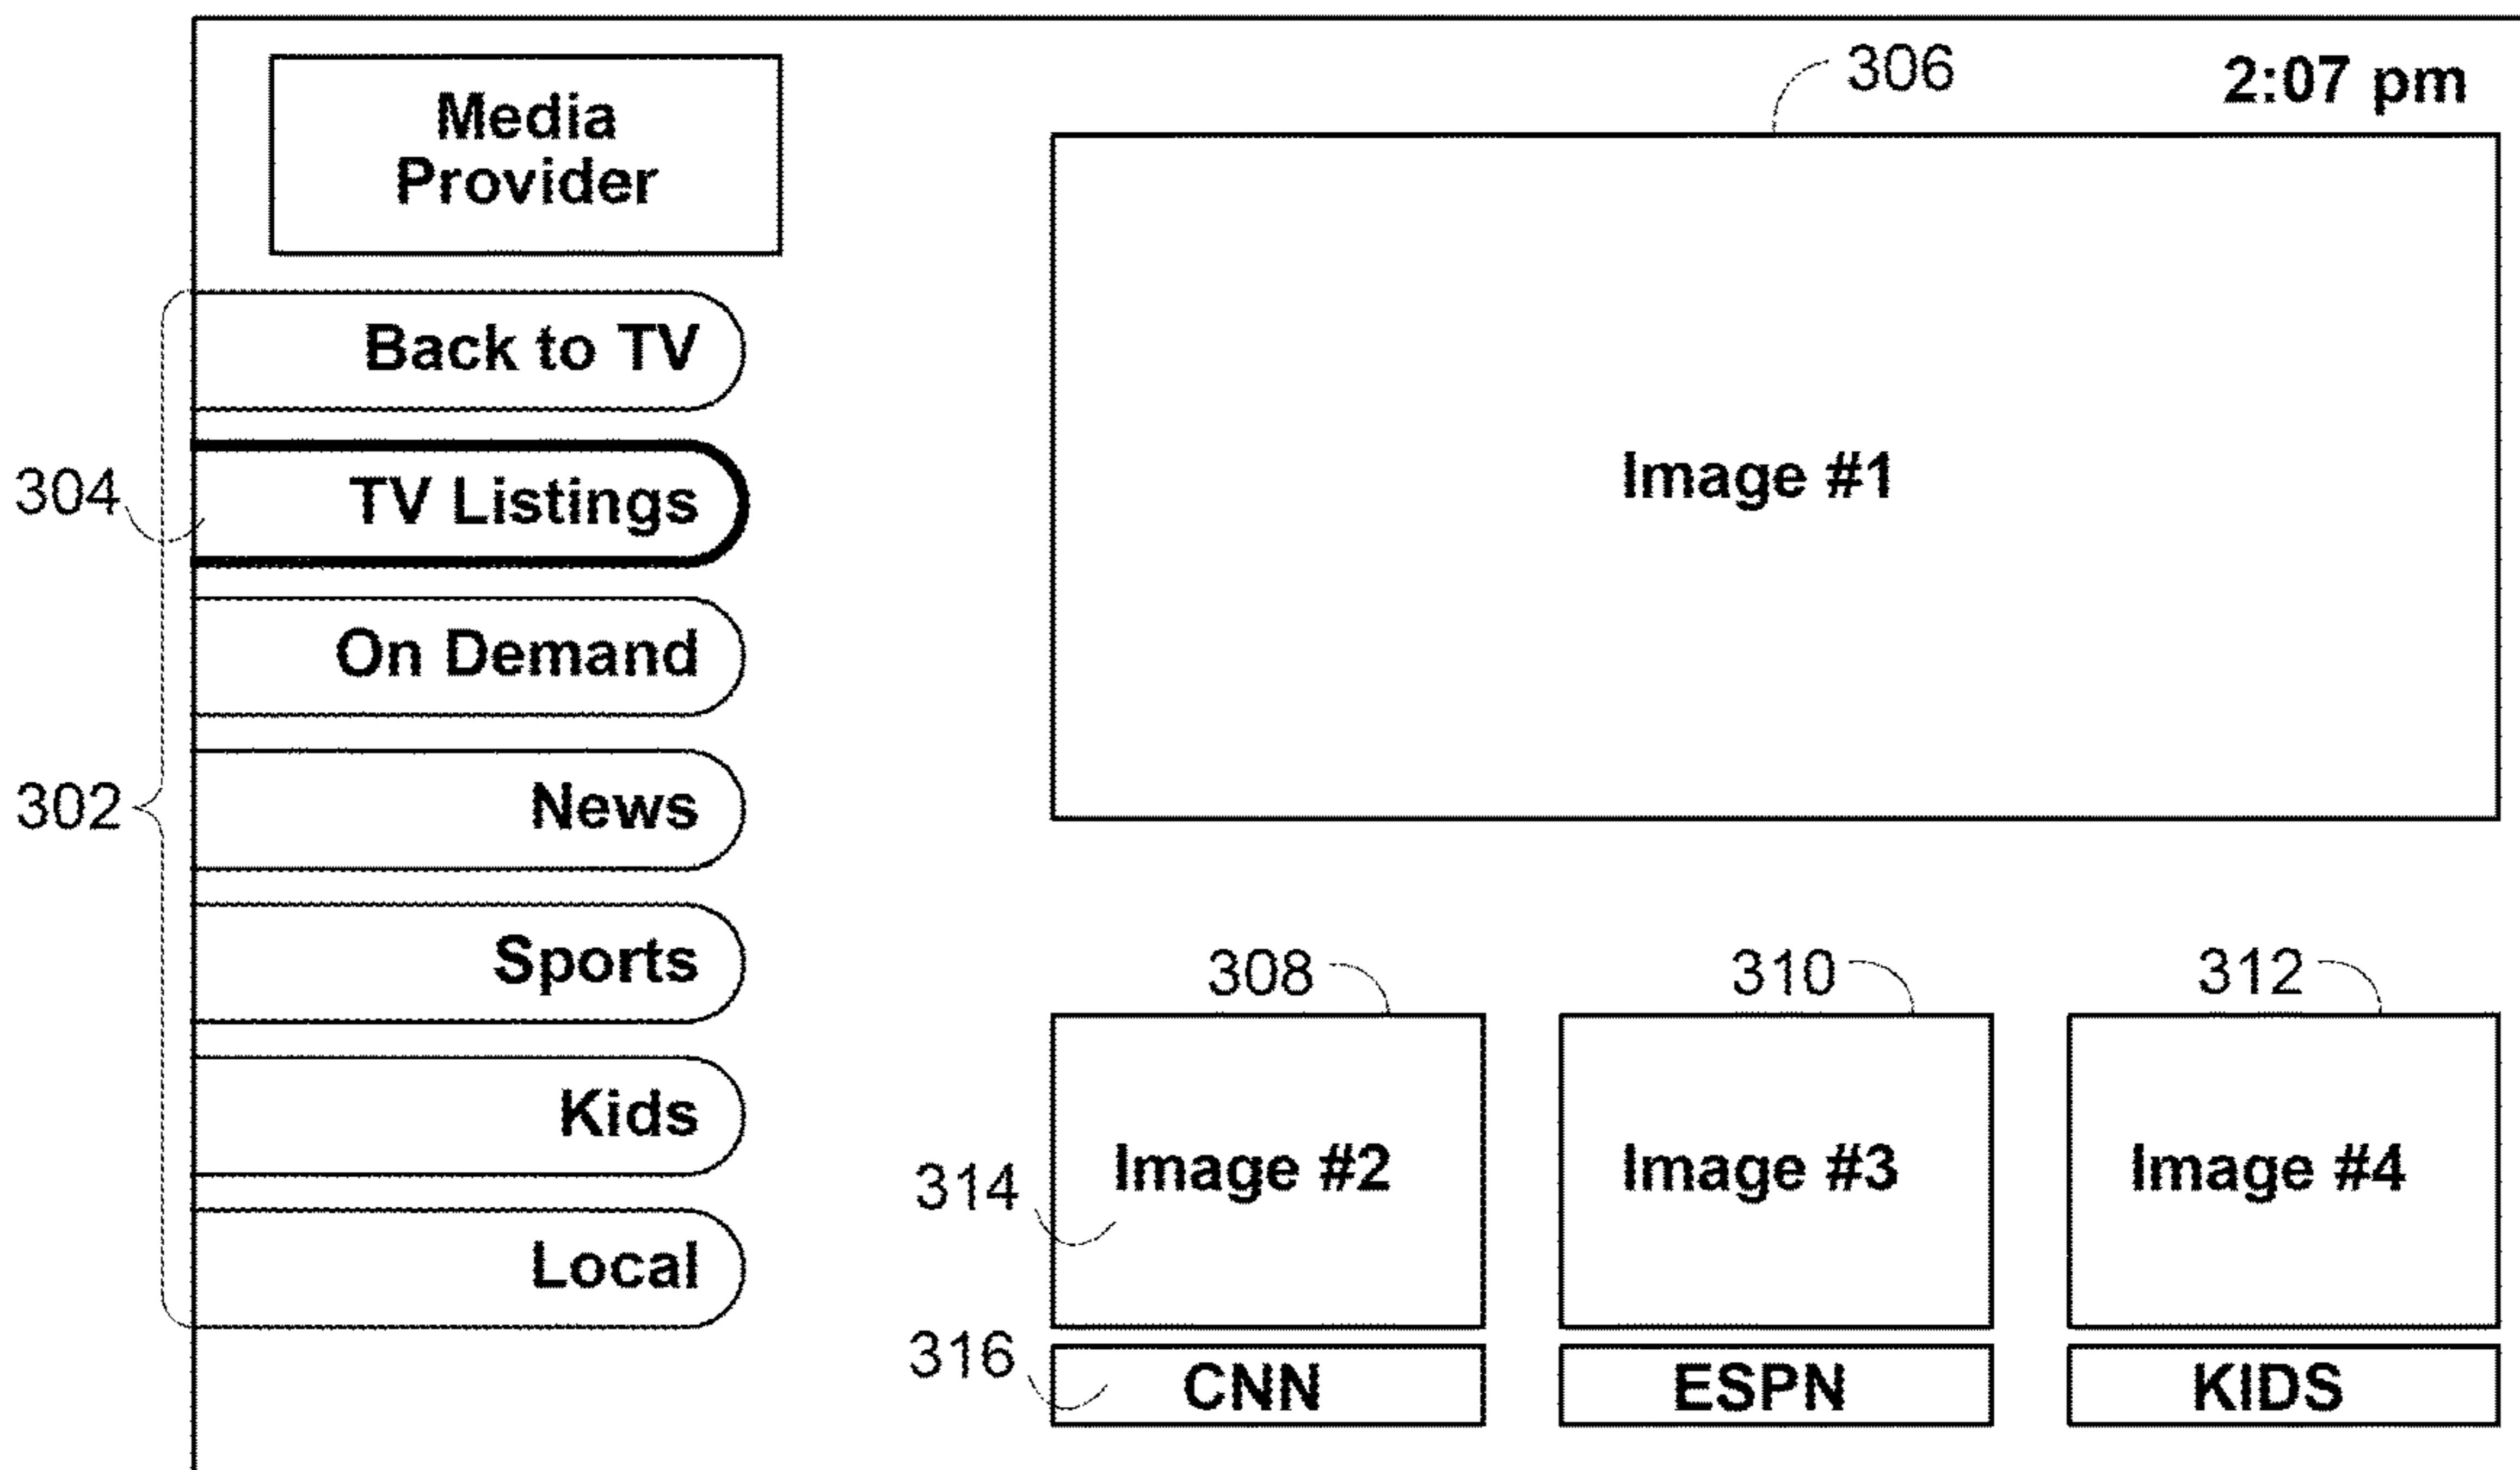 306
2:07 pm
Media
Provider
Back to TV
304
TV Listings
Image #1
On Demand
302
News
Sports
308
310
312
Kids
314
Image #2
Image #3
Image #4
Local
316
CNN
ESPN
KIDS